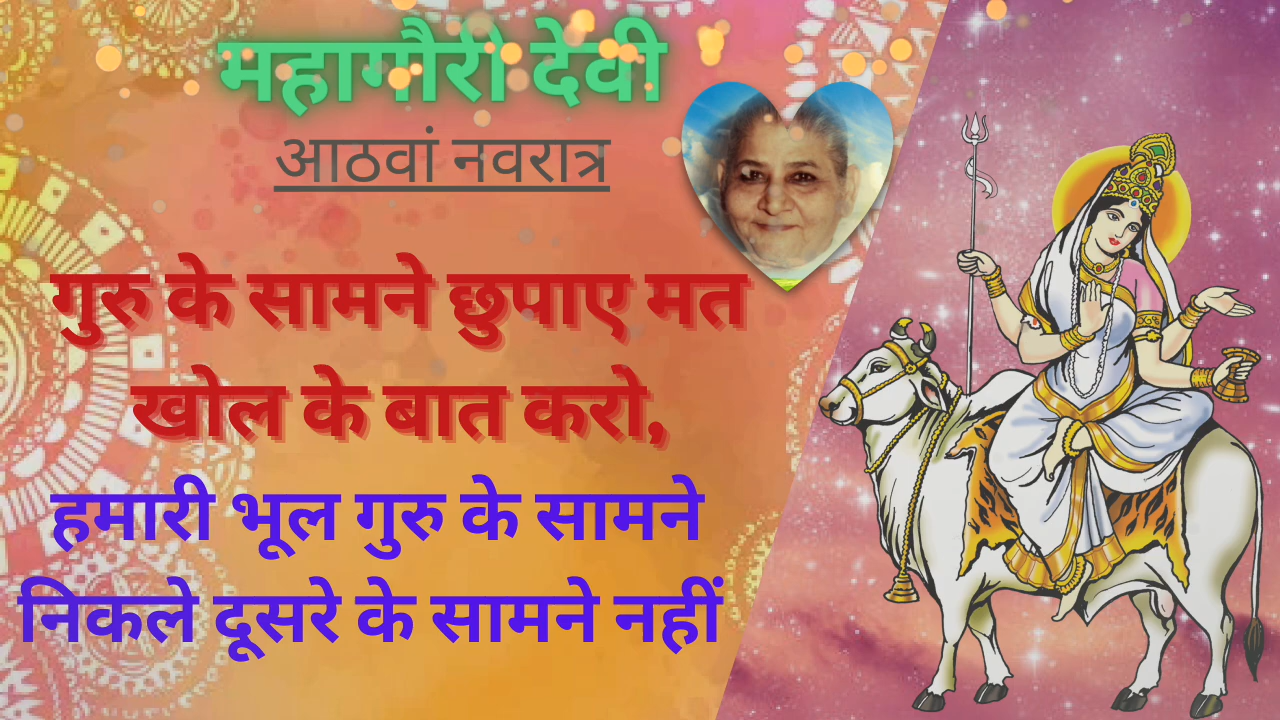 महागौरी देवी
आठवां नवरात्र
गुरु के सामने छुपाए मत
खोल के बात करो,
हमारी भूल गुरु के सामने
निकले दूसरे के सामने नहीं